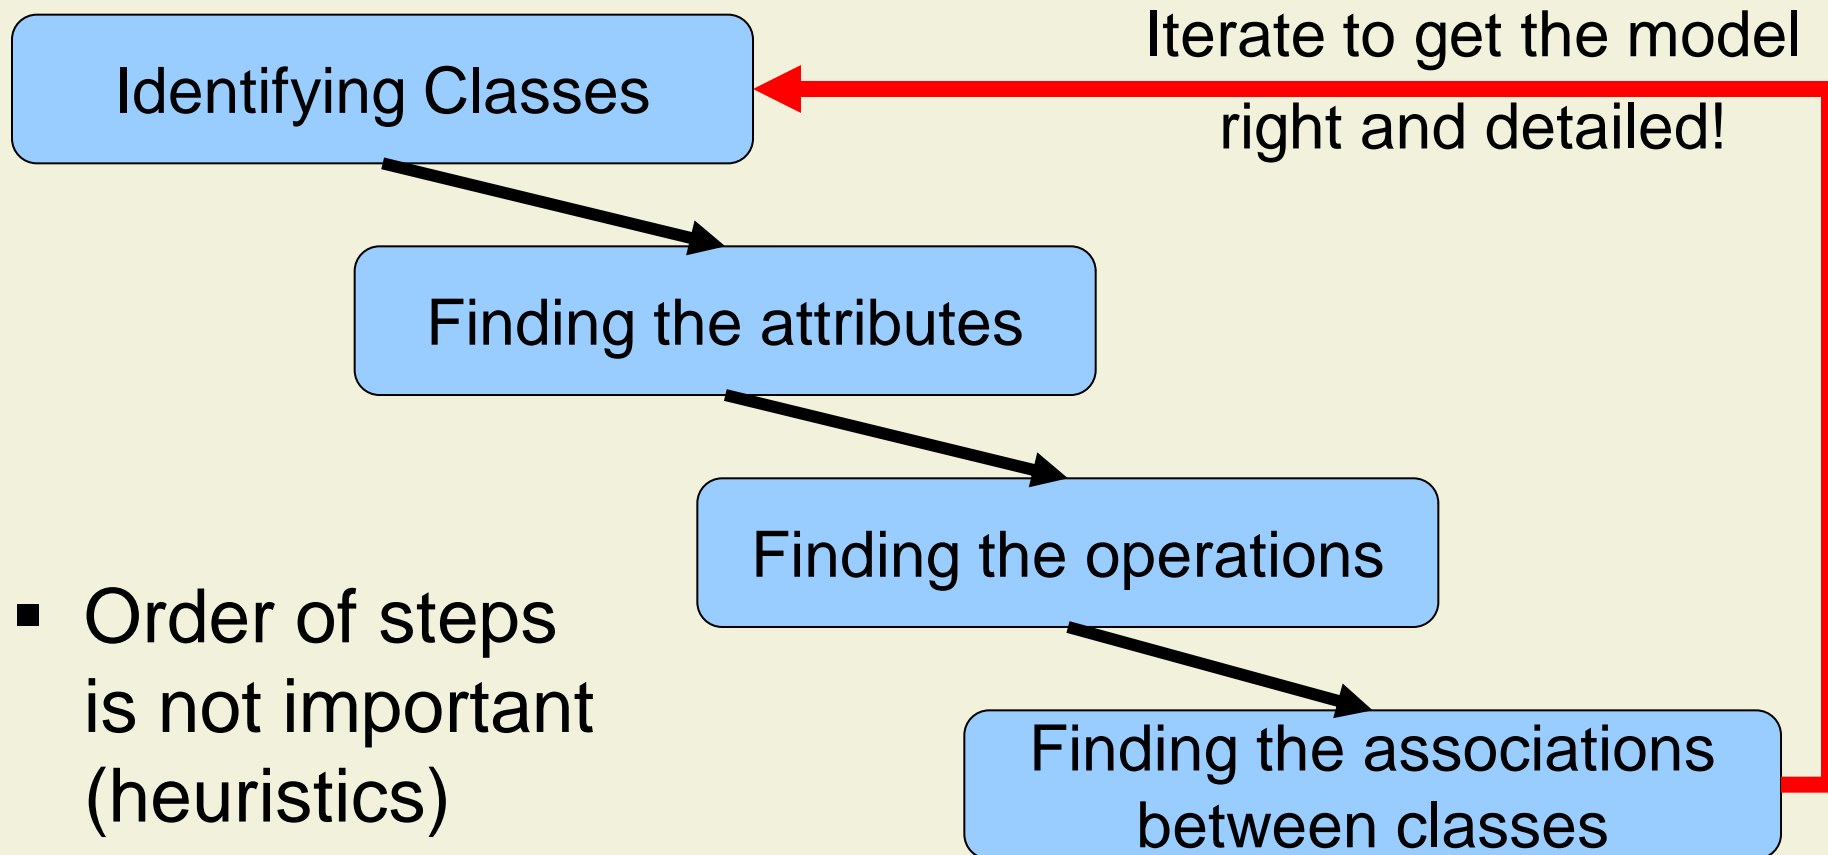 Identifying Classes
Iterate to get the model
right and detailed!
Finding the attributes
Finding the operations
▪ Order of steps
is not important
(heuristics)
Finding the associations
between classes